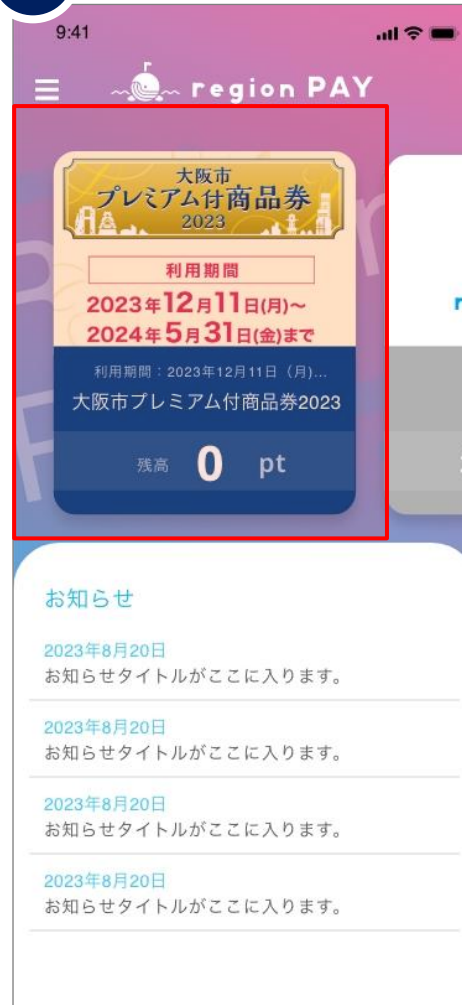 9:41
region PAY
大阪市
プレミアム付商品券
2023
利用期間
2023年12月11日(月)～
2024年5月31日(金)まで
利用期間：2023年12月11日（月）...
大阪市プレミアム付商品券2023
残高 0 pt
お知らせ
2023年8月20日
お知らせタイトルがここに入ります。
2023年8月20日
お知らせタイトルがここに入ります。
2023年8月20日
お知らせタイトルがここに入ります。
2023年8月20日
お知らせタイトルがここに入ります。